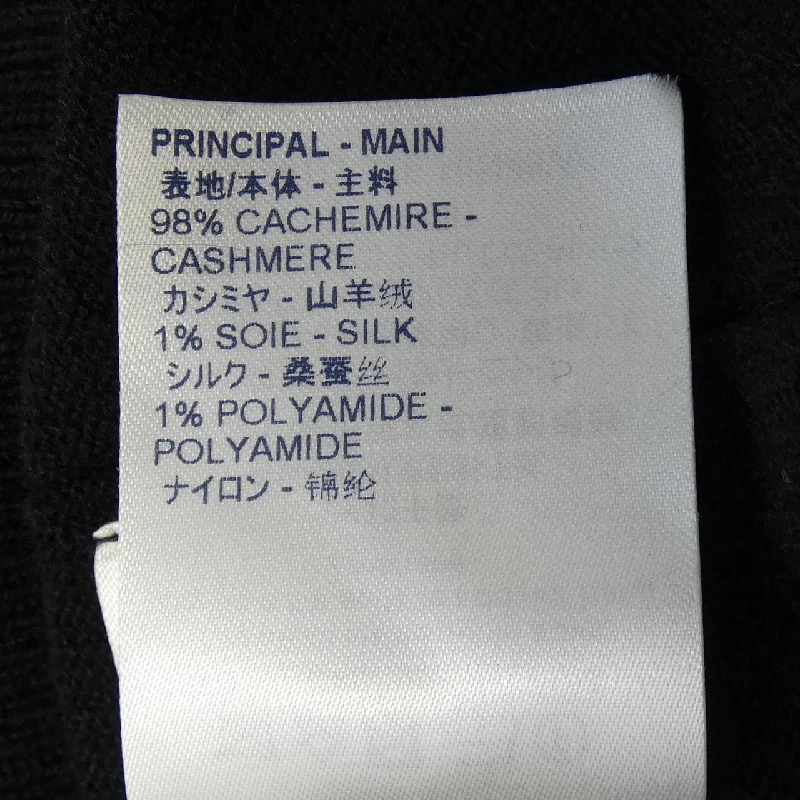 PRINCIPAL - MAIN
表地/本体 - 主料
98% CACHEMIRE -
CASHMERE
カシミヤ - 山羊绒
1% SOIE - SILK
シルク - 桑蚕丝
1% POLYAMIDE -
POLYAMIDE
ナイロン - 锦纶